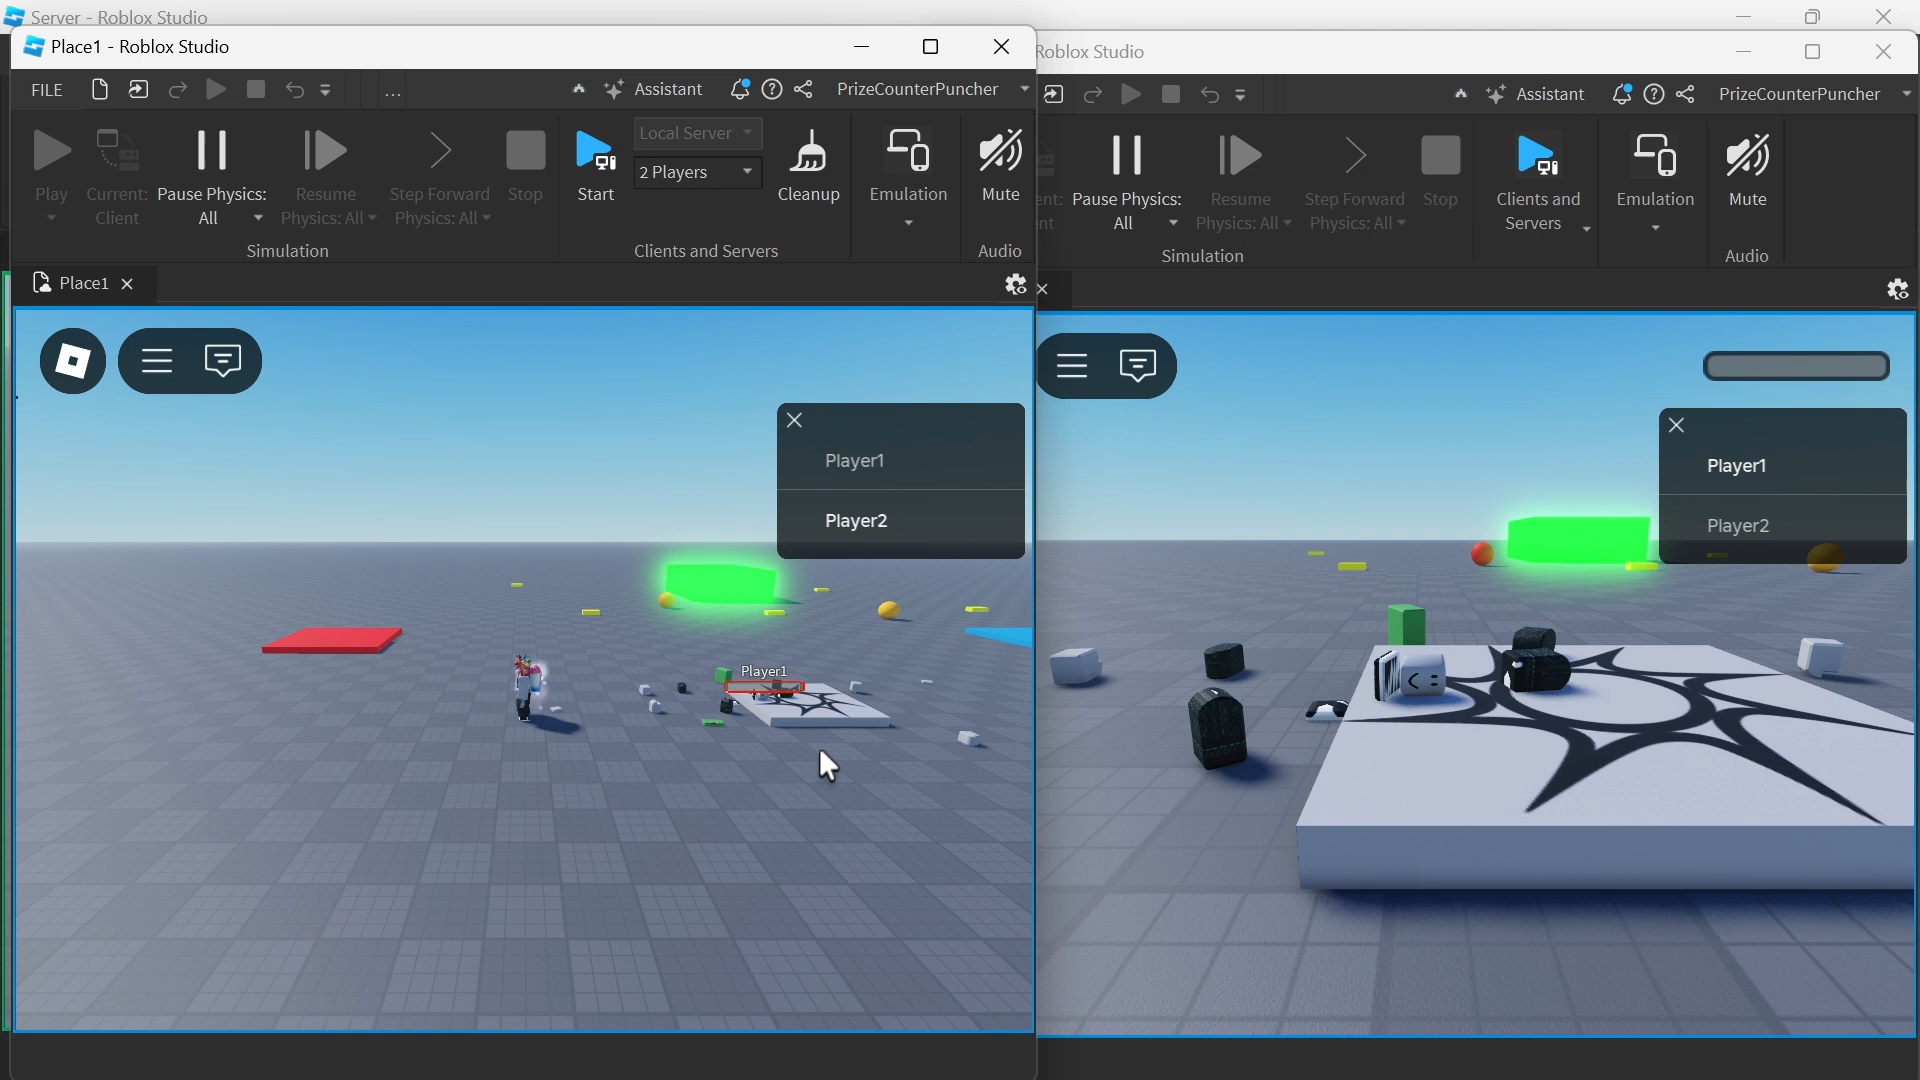 Server - Roblox Studio
Place1 - Roblox Studio
Roblox Studio
FILE
...
Assistant
PrizeCounterPuncher
Assistant
PrizeCounterPuncher
Play
Current:
Client
Pause Physics:
All
Resume
Physics: All
Step Forward
Physics: All
Stop
Simulation
Start
Local Server
2 Players
Cleanup
Clients and Servers
Emulation
Mute
Audio
ent:
nt
Pause Physics:
All
Resume
Physics: All
Step Forward
Physics: All
Stop
Simulation
Clients and
Servers
Emulation
Mute
Audio
Place1
Player1
Player2
Player1
Player1
Player2